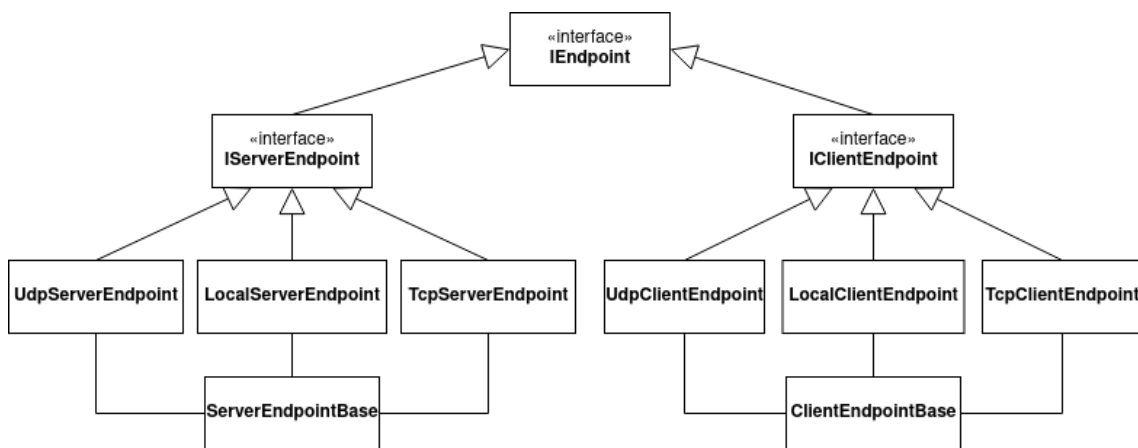 «interface»
IEndpoint
«interface»
IServerEndpoint
«interface»
IClientEndpoint
UdpServerEndpoint
LocalServerEndpoint
TcpServerEndpoint
UdpClientEndpoint
LocalClientEndpoint
TcpClientEndpoint
ServerEndpointBase
ClientEndpointBase